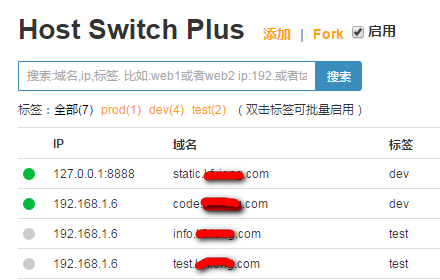 Host Switch Plus 添加 | Fork 启用
搜索:域名,ip,标签. 比如:web1或者web2 ip:192.或者ta 搜索
标签：全部(7) prod(1) dev(4) test(2) （双击标签可批量启用）
IP 域名 标签
127.0.0.1:8888 static. .com dev
192.168.1.6 code. .com dev
192.168.1.6 info. .com test
192.168.1.6 test. .com test